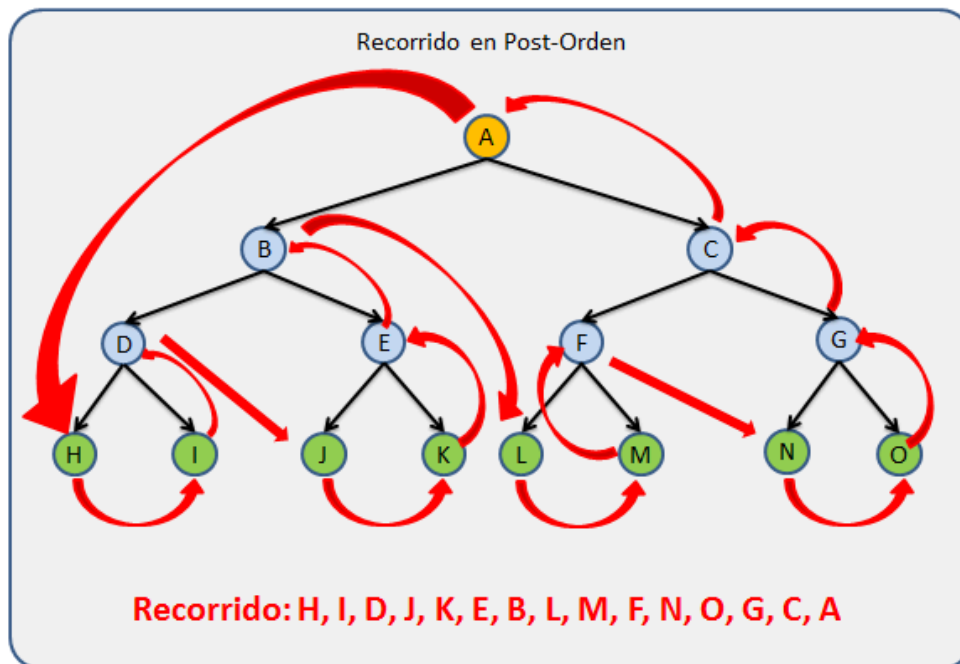 Recorrido en Post-Orden
A
B
C
D
E
F
G
H
I
J
K
L
M
N
O
Recorrido: H, I, D, J, K, E, B, L, M, F, N, O, G, C, A